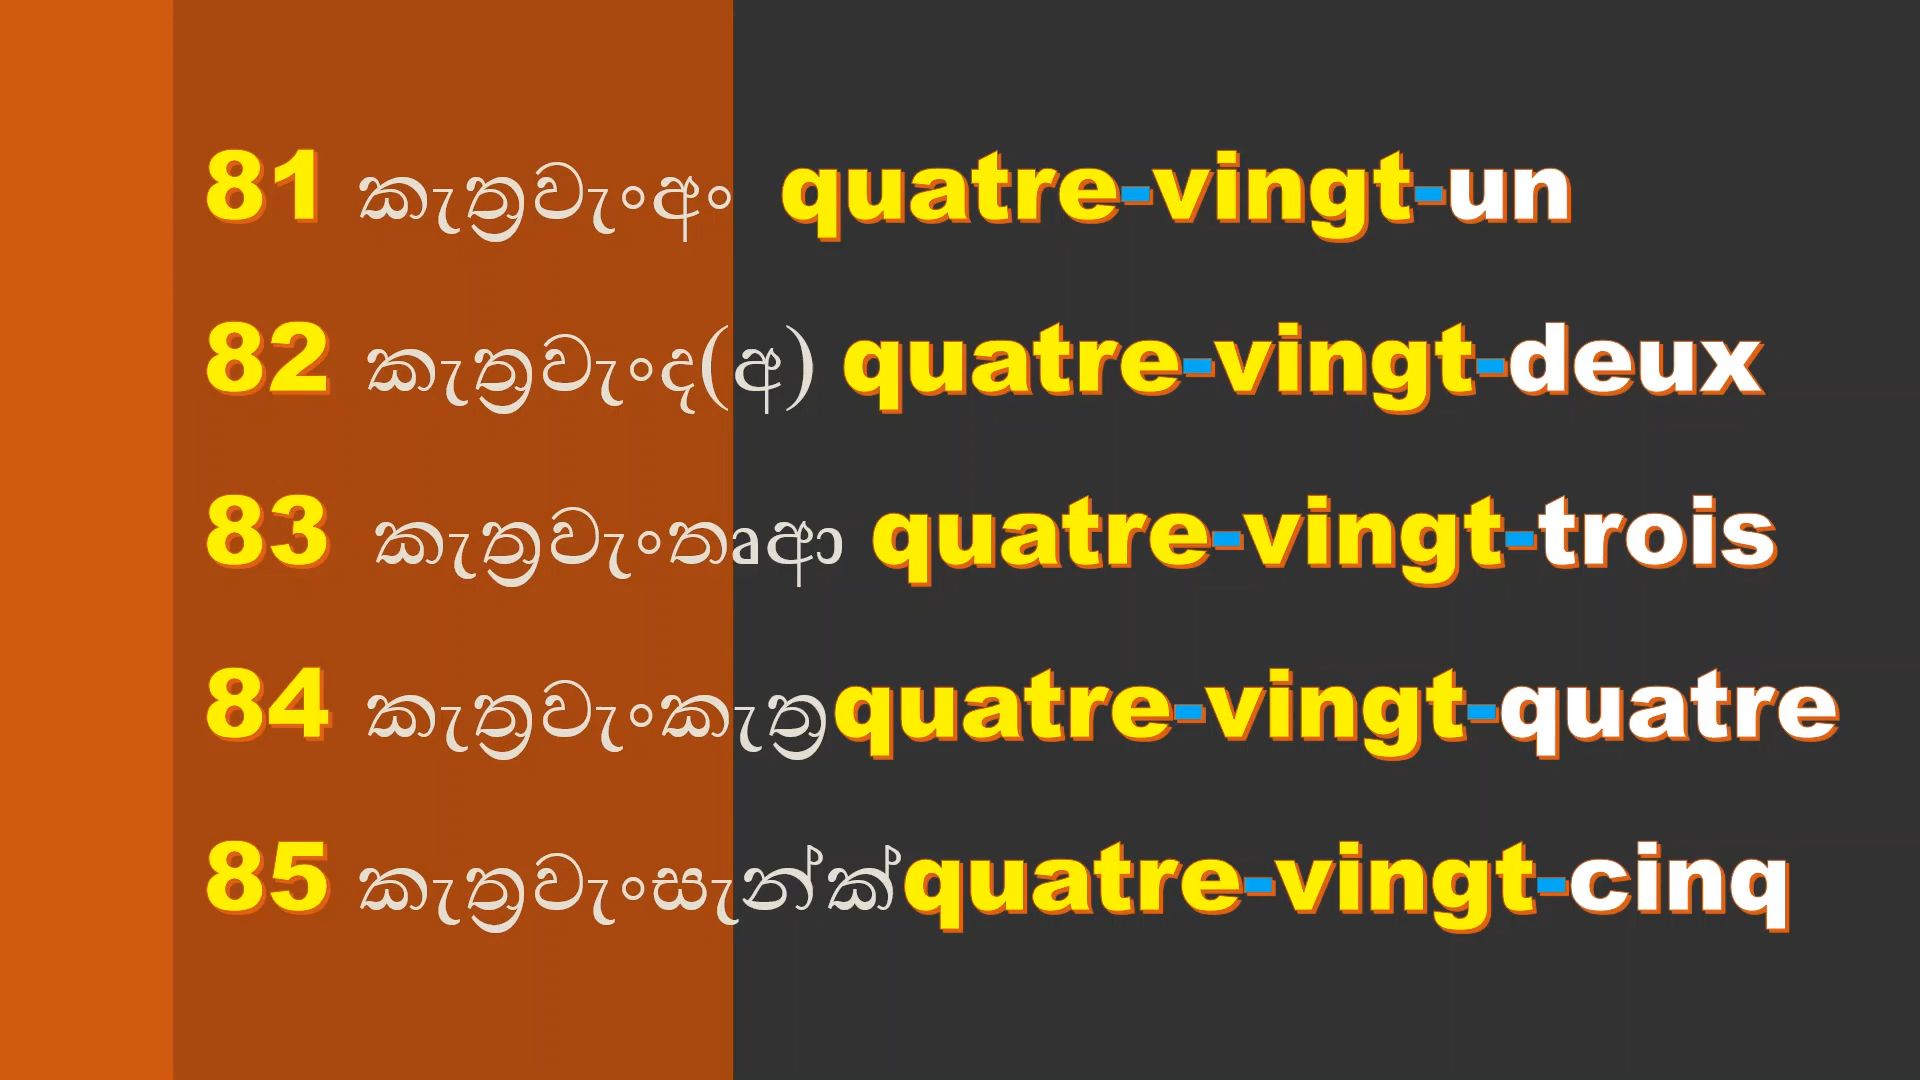 81 කැත්‍රවැංඅං quatre-vingt-un
82 කැත්‍රවැංද(අ) quatre-vingt-deux
83 කැත්‍රවැංතෘආ quatre-vingt-trois
84 කැත්‍රවැංකැත්‍ර quatre-vingt-quatre
85 කැත්‍රවැංසැන්ක් quatre-vingt-cinq